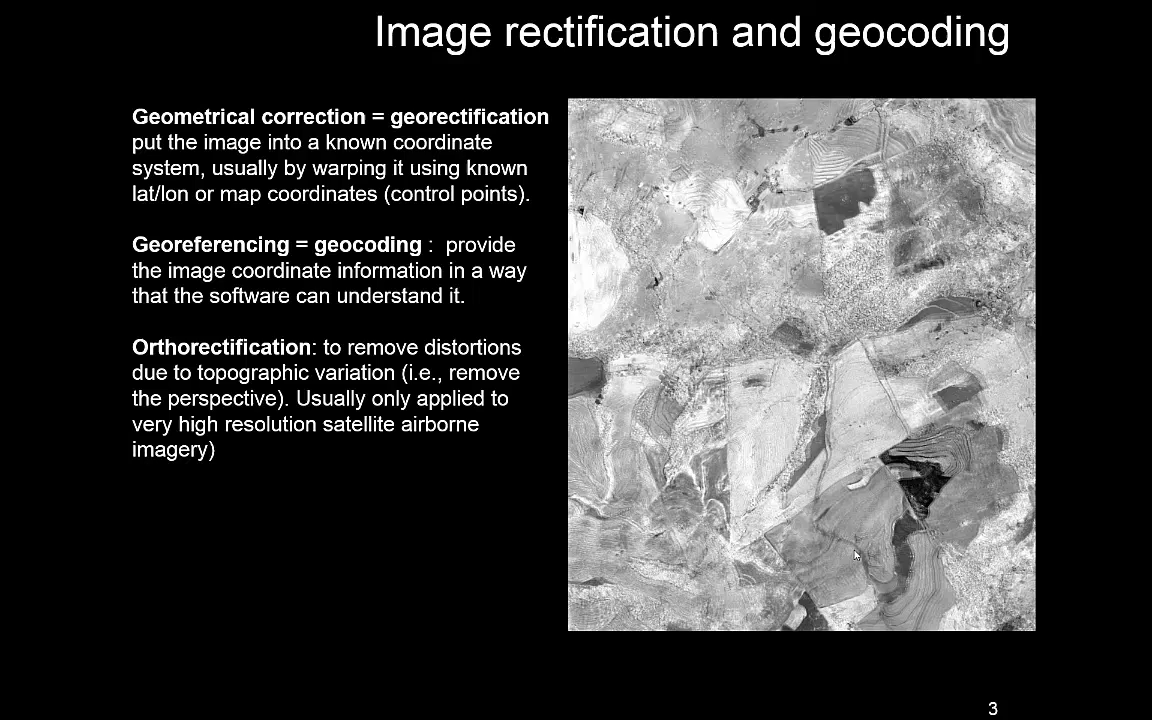 Image rectification and geocoding
Geometrical correction = georectification
put the image into a known coordinate
system, usually by warping it using known
lat/lon or map coordinates (control points).
Georeferencing = geocoding :  provide
the image coordinate information in a way
that the software can understand it.
Orthorectification: to remove distortions
due to topographic variation (i.e., remove
the perspective). Usually only applied to
very high resolution satellite airborne
imagery)
3